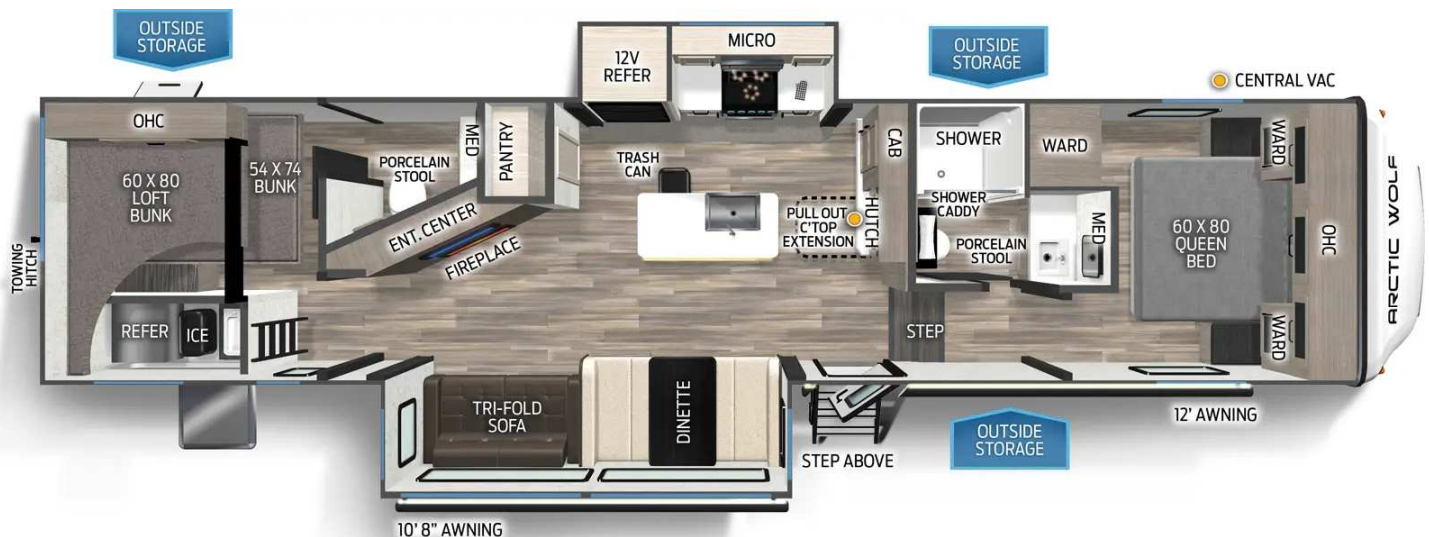 OUTSIDE
STORAGE
OUTSIDE
STORAGE
CENTRAL VAC
12V
REFER
MICRO
OHC
60 X 80
LOFT
BUNK
54 X 74
BUNK
PORCELAIN
STOOL
MED
PANTRY
ENT. CENTER
FIREPLACE
TRASH
CAN
PULL OUT
C'TOP
EXTENSION
HUTCH
CAB
SHOWER
SHOWER
CADDY
PORCELAIN
STOOL
MED
WARD
60 X 80
QUEEN
BED
WARD
WARD
OHC
ARCTIC WOLF
TOWING
HITCH
REFER
ICE
STEP
TRI-FOLD
SOFA
DINETTE
STEP ABOVE
OUTSIDE
STORAGE
12' AWNING
10' 8" AWNING